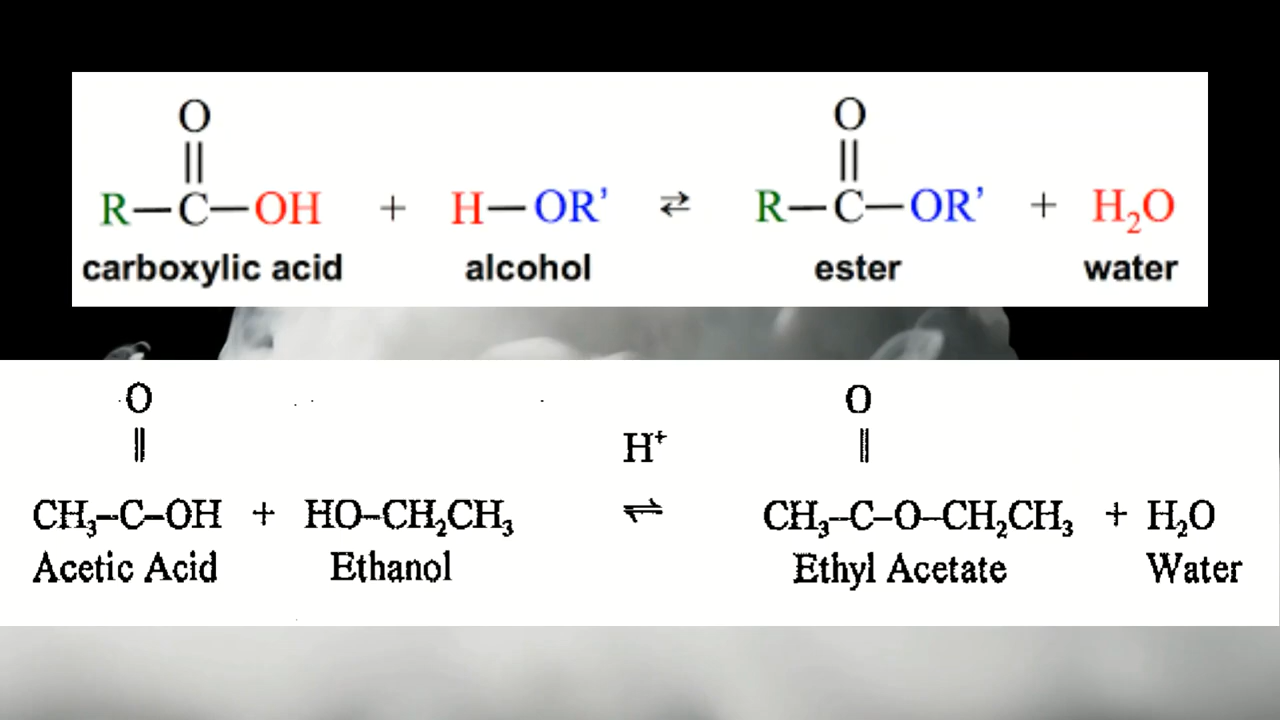 O
||
R—C—OH + H—OR’ ⇄ R—C—OR’ + H₂O
carboxylic acid alcohol ester water
O O
|| H⁺ ||
CH₃–C–OH + HO–CH₂CH₃ ⇌ CH₃–C–O–CH₂CH₃ + H₂O
Acetic Acid Ethanol Ethyl Acetate Water